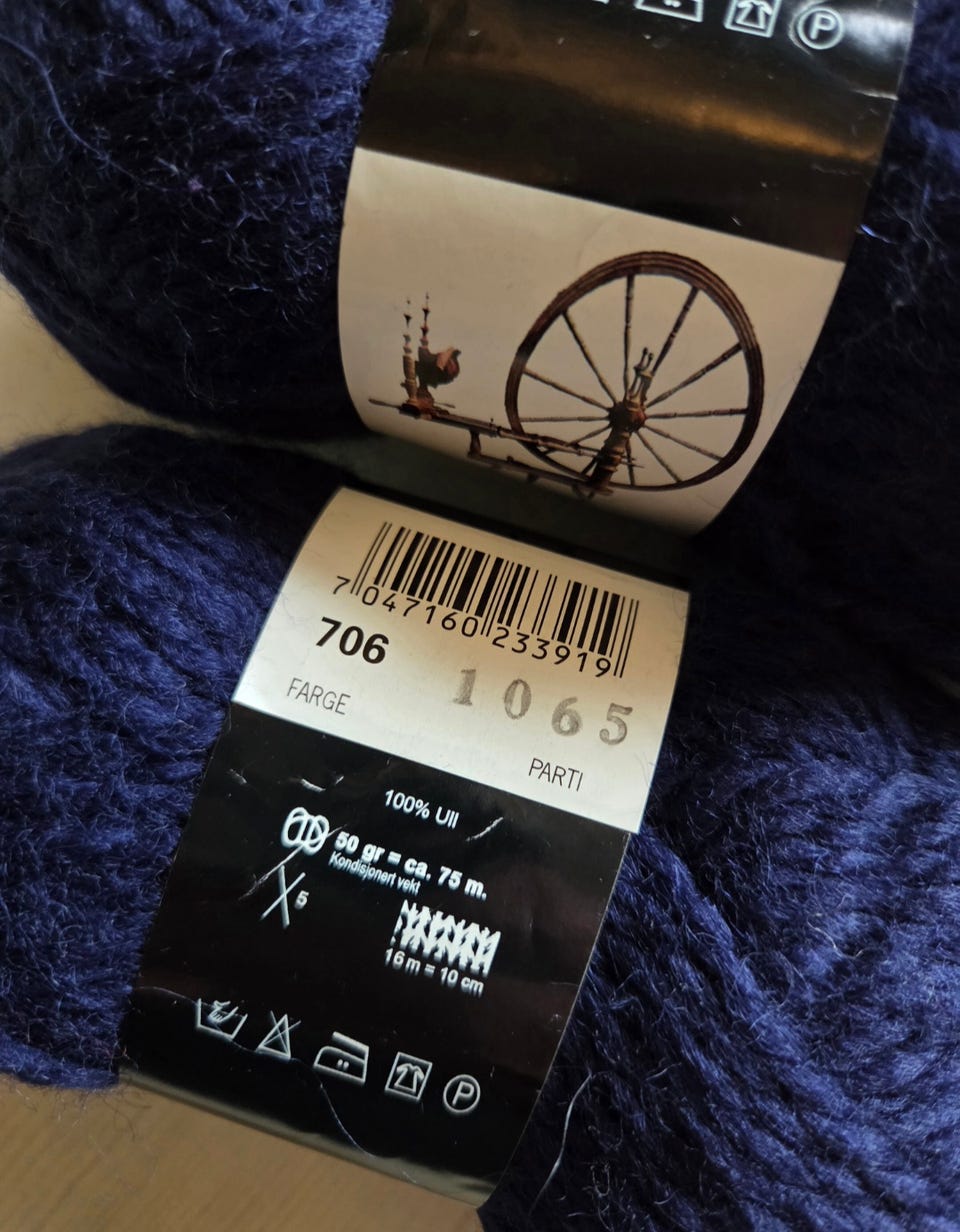 P
7 047160 233919
706
1065
FARGE
PARTI
100% Ull
50 gr = ca. 75 m.
Kondisjonert vekt
5
16 m = 10 cm
P